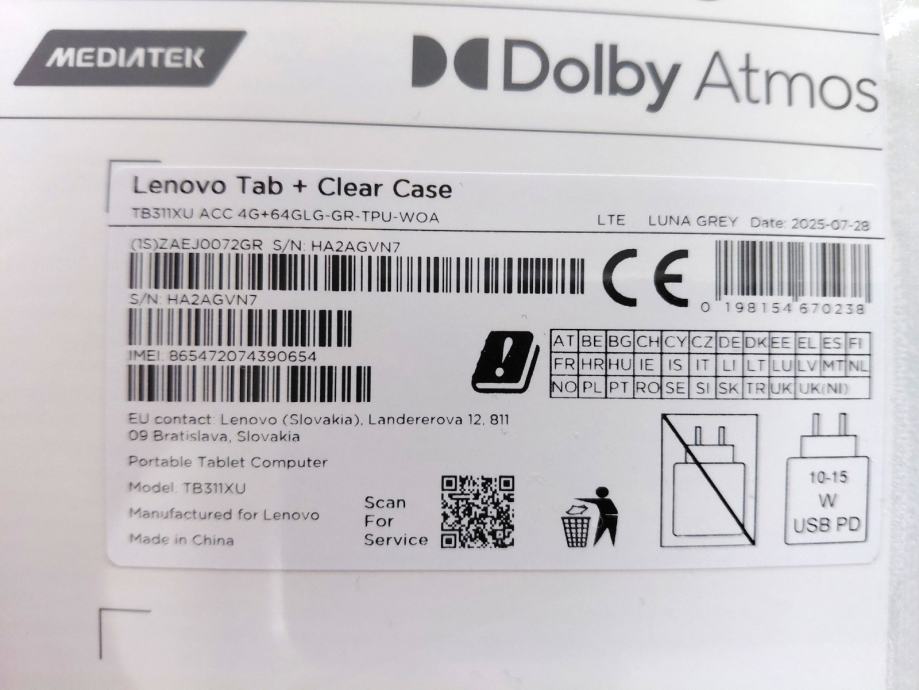 MEDIATEK
Dolby Atmos
Lenovo Tab + Clear Case
TB311XU ACC 4G+64GLG-GR-TPU-WOA
LTE LUNA GREY Date: 2025-07-28
(1S)ZAEJ0072GR S/N: HA2AGVN7
CE
0 198154 670238
S/N: HA2AGVN7
IMEI: 865472074390654
AT BE BG CH CY CZ DE DK EE EL ES FI
FR HR HU IE IS IT LI LT LU LV MT NL
NO PL PT RO SE SI SK TR UK UK(NI)
EU contact: Lenovo (Slovakia), Landererova 12, 811
09 Bratislava, Slovakia
Portable Tablet Computer
Model: TB311XU
Manufactured for Lenovo
Made in China
Scan
For
Service
10-15
W
USB PD